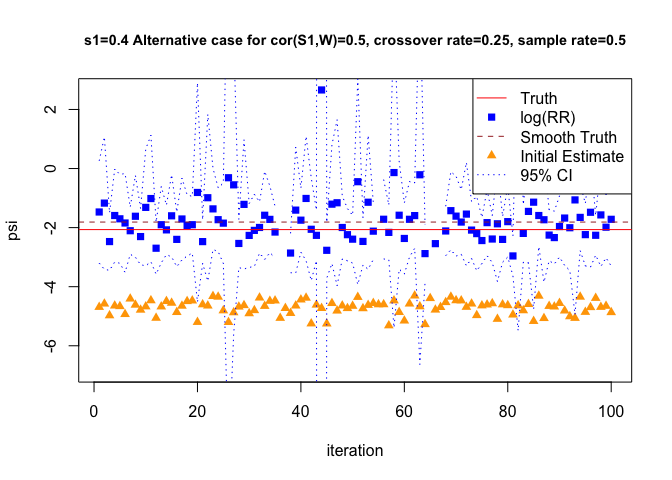 s1=0.4 Alternative case for cor(S1,W)=0.5, crossover rate=0.25, sample rate=0.5
Truth
log(RR)
Smooth Truth
Initial Estimate
95% CI
psi
2
0
-2
-4
-6
0
20
40
60
80
100
iteration